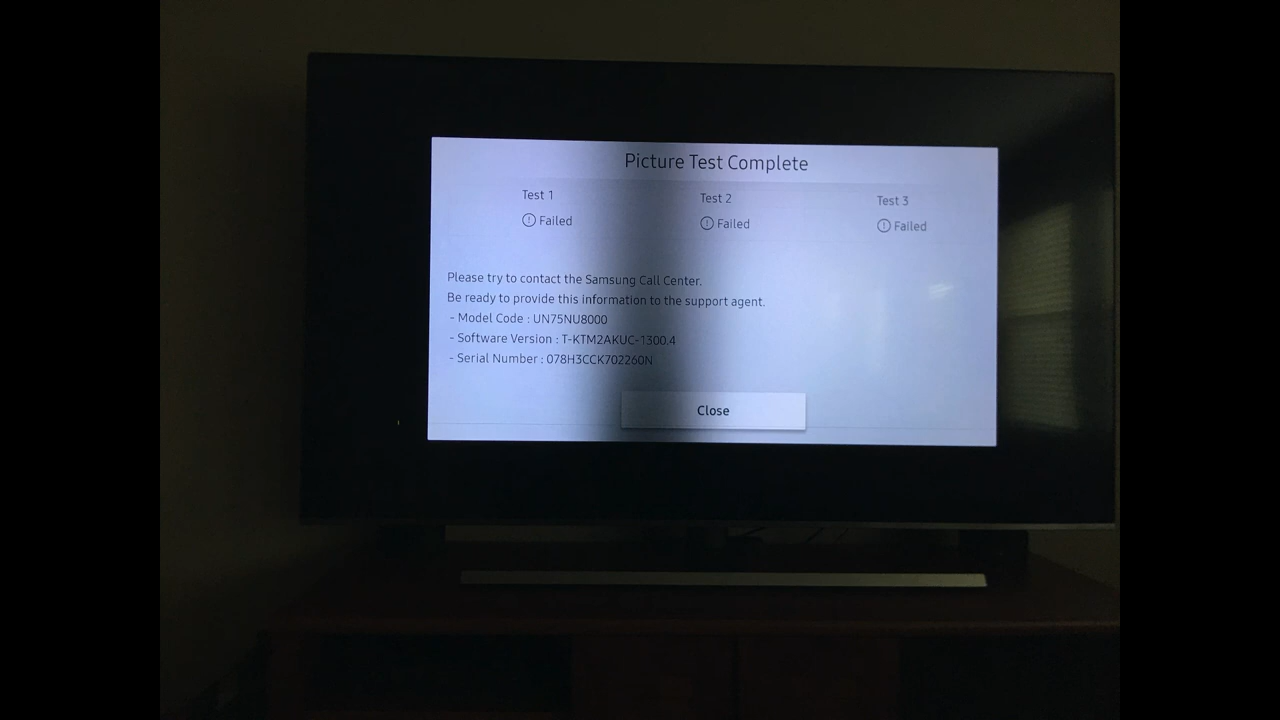 Picture Test Complete
Test 1 Test 2 Test 3
Failed Failed Failed
Please try to contact the Samsung Call Center.
Be ready to provide this information to the support agent.
- Model Code : UN75NU8000
- Software Version : T-KTM2AKUC-1300.4
- Serial Number : 078H3CCK702260N
Close